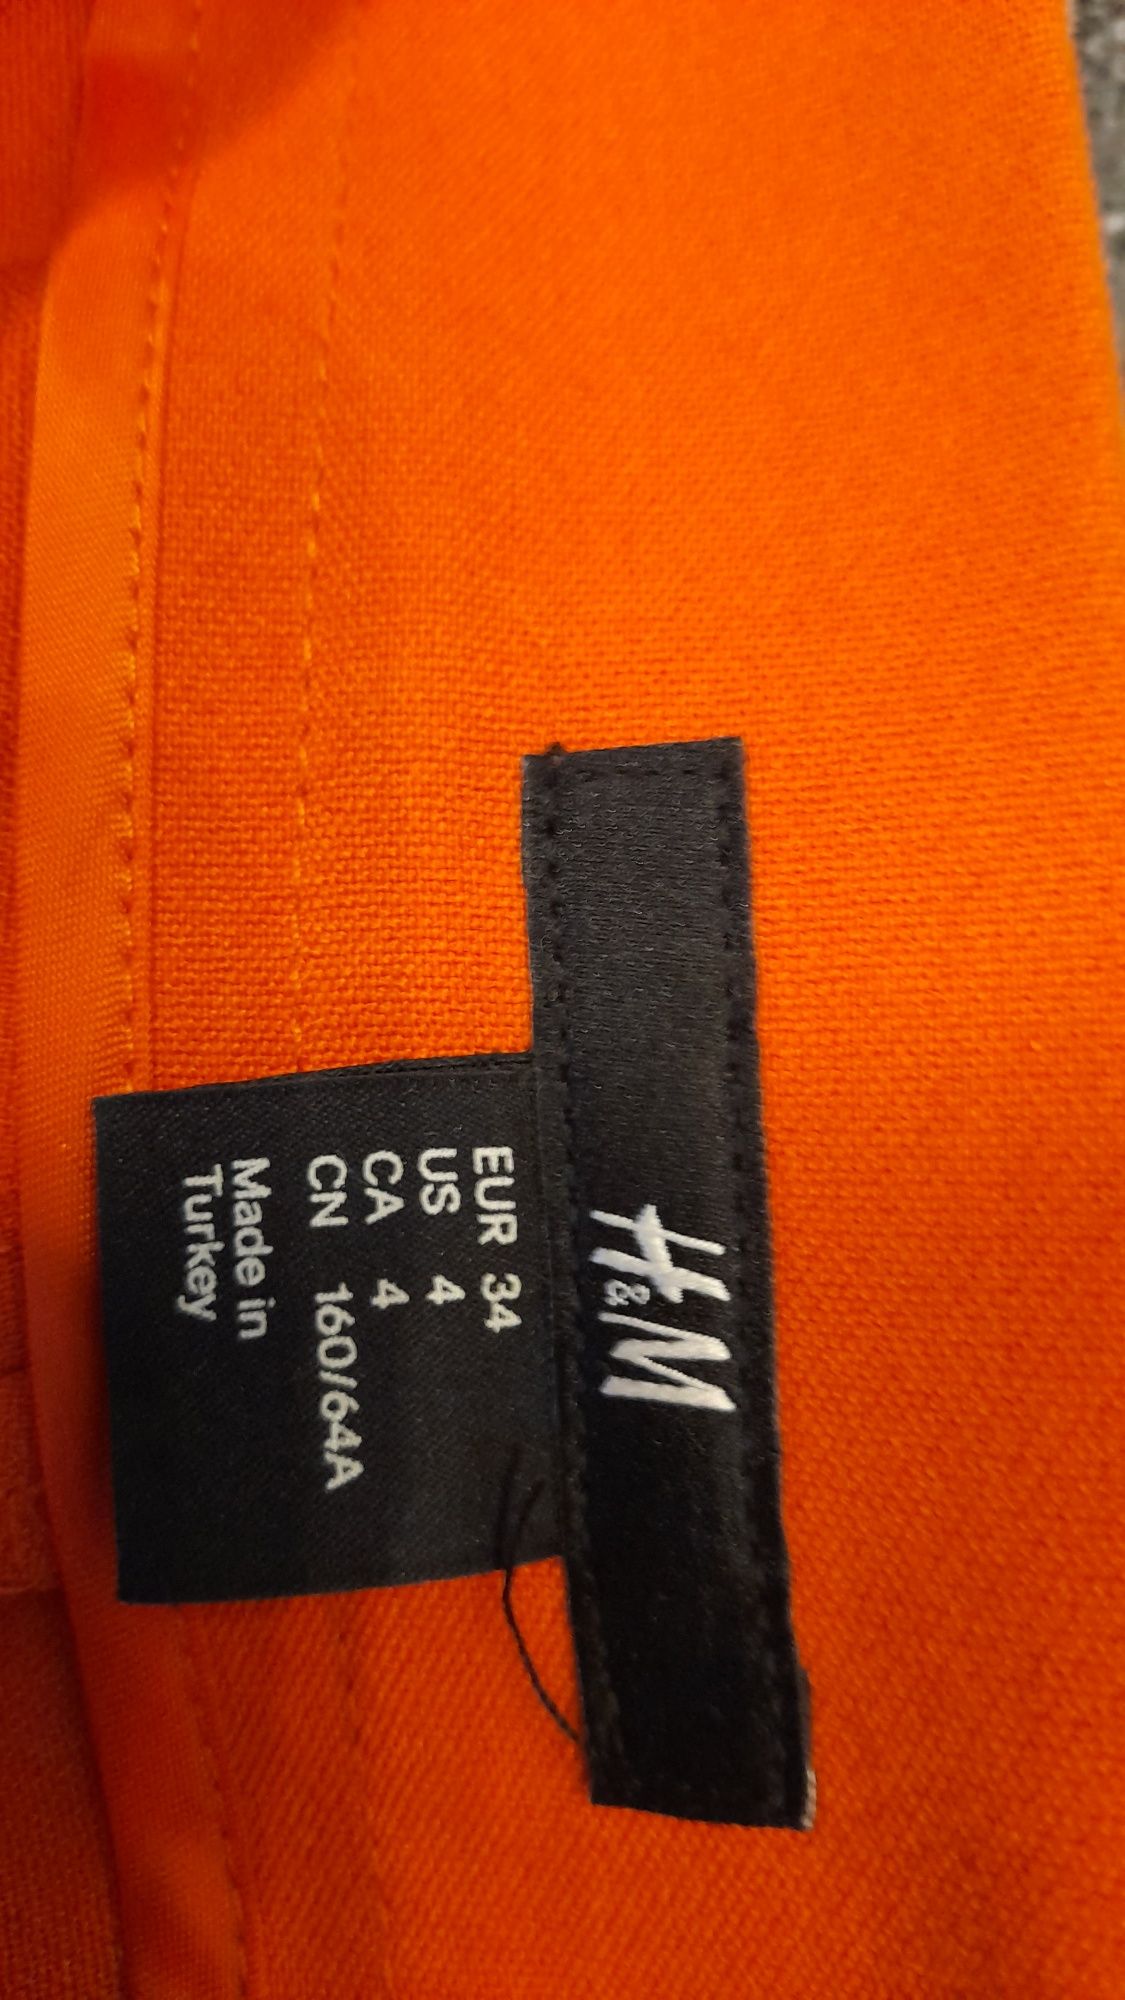 H&M
EUR 34
US 4
CA 4
CN 160/64A
Made in
Turkey